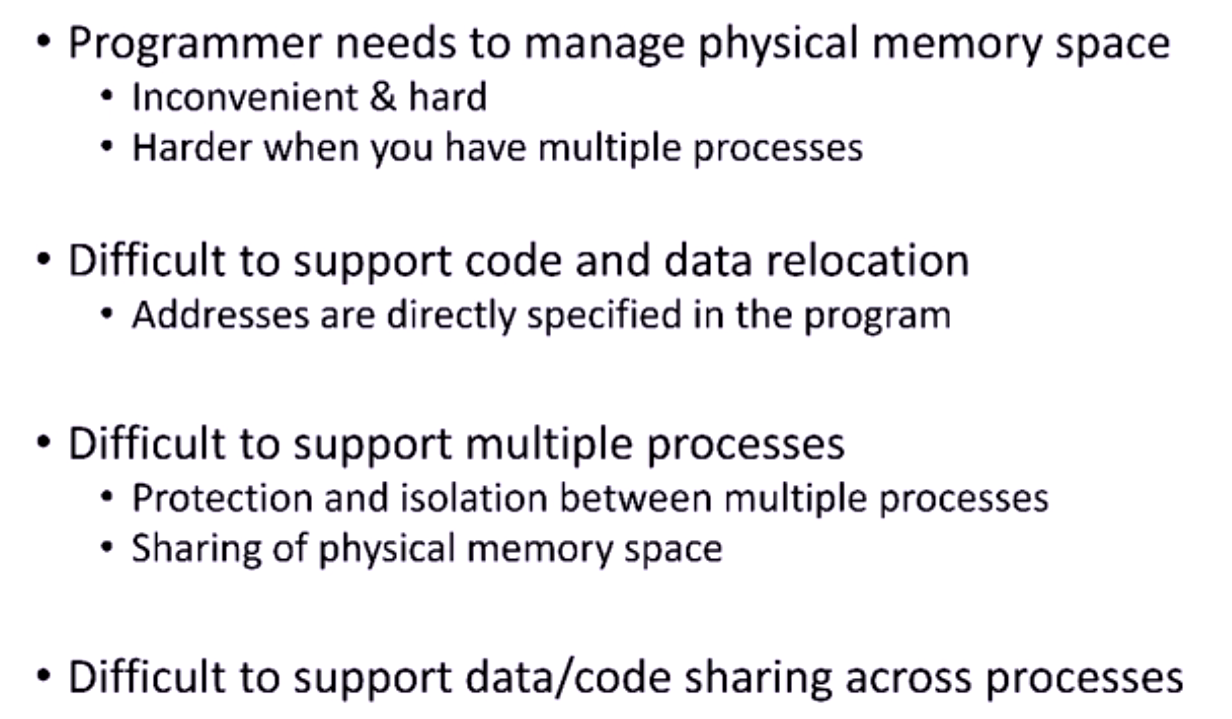 • Programmer needs to manage physical memory space
• Inconvenient & hard
• Harder when you have multiple processes
• Difficult to support code and data relocation
• Addresses are directly specified in the program
• Difficult to support multiple processes
• Protection and isolation between multiple processes
• Sharing of physical memory space
• Difficult to support data/code sharing across processes